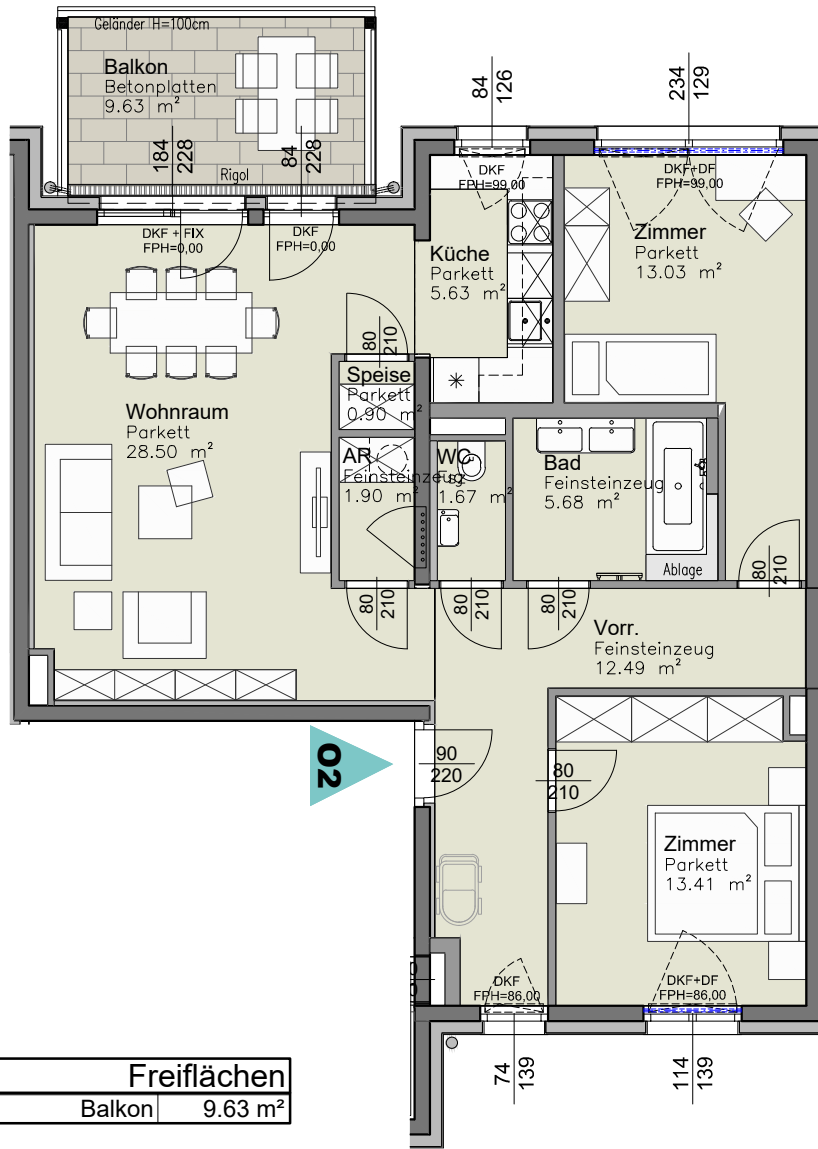 Geländer H=100cm
Balkon
Betonplatten
9.63 m²
184
228
84
228
Rigol
84
126
234
129
DKF + FIX
FPH=0,00
DKF
FPH=0,00
DKF
FPH=99,00
DKF+DF
FPH=99,00
Küche
Parkett
5.63 m²
Zimmer
Parkett
13.03 m²
80
210
Speise
Parkett
0.90 m²
Wohnraum
Parkett
28.50 m²
AR
Feinsteinzeug
1.90 m²
WC
1.67 m²
Bad
Feinsteinzeug
5.68 m²
Ablage
80
210
80
210
80
210
80
210
Vorr.
Feinsteinzeug
12.49 m²
02
90
220
80
210
Zimmer
Parkett
13.41 m²
DKF
FPH=86,00
DKF+DF
FPH=86,00
74
139
114
139
Freiflächen
Balkon 9.63 m²